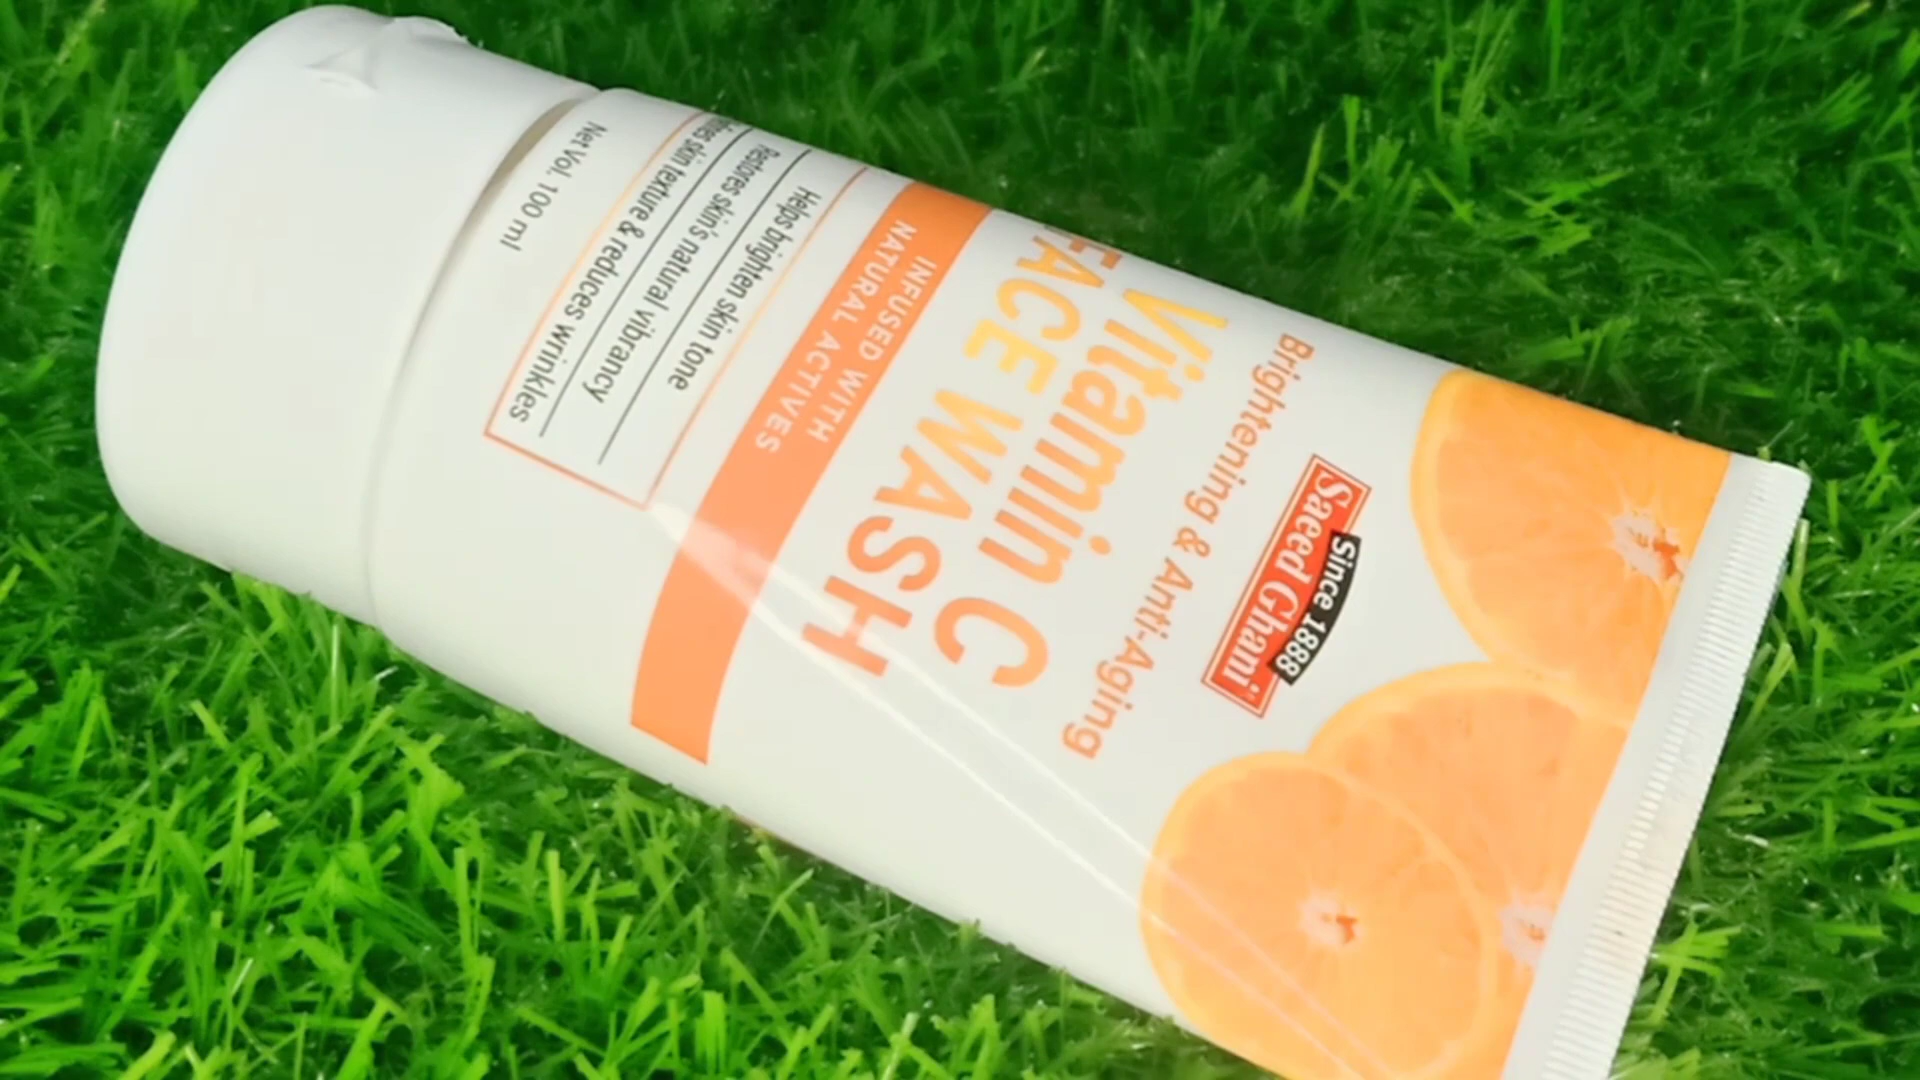 Since 1888
Saeed Ghani
Brightening & Anti-Aging
Vitamin C
FACE WASH
INFUSED WITH
NATURAL ACTIVES
Helps brighten skin tone
Restores skin's natural vibrancy
skin texture & reduces wrinkles
Net Vol. 100 ml